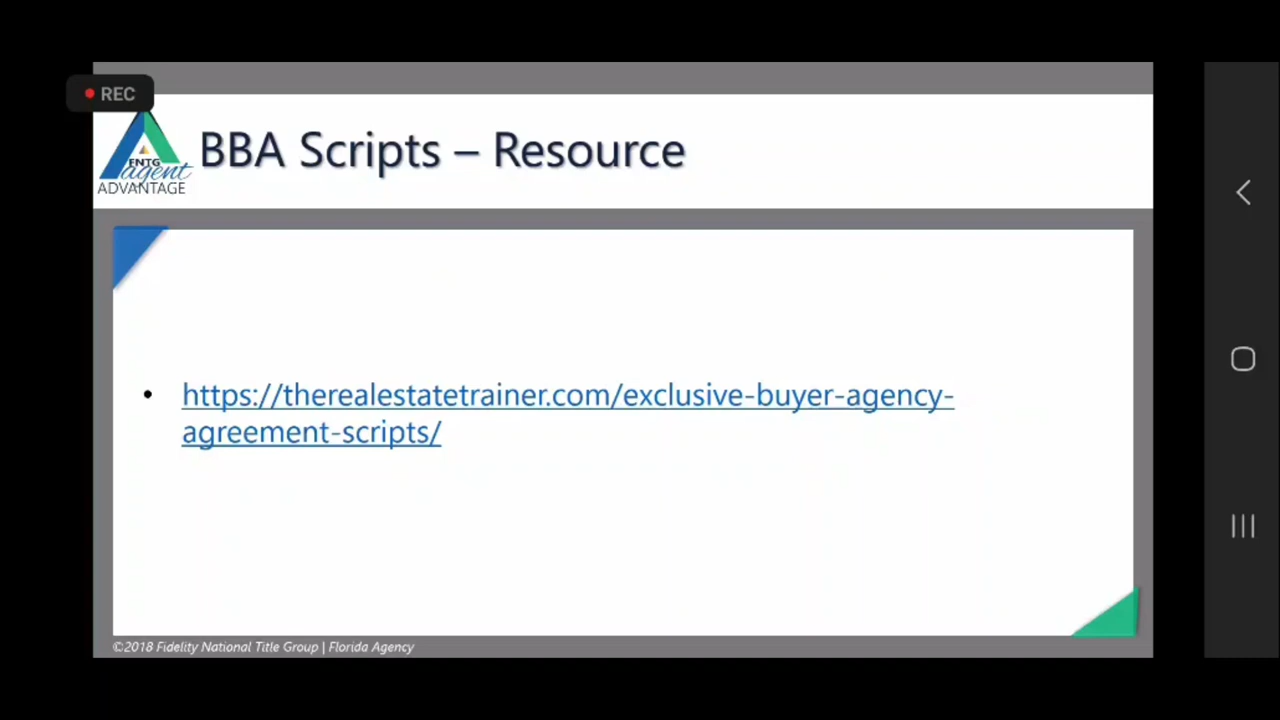 REC
BBA Scripts – Resource
FNTG
agent
ADVANTAGE
• https://therealestatetrainer.com/exclusive-buyer-agency-
agreement-scripts/
©2018 Fidelity National Title Group | Florida Agency